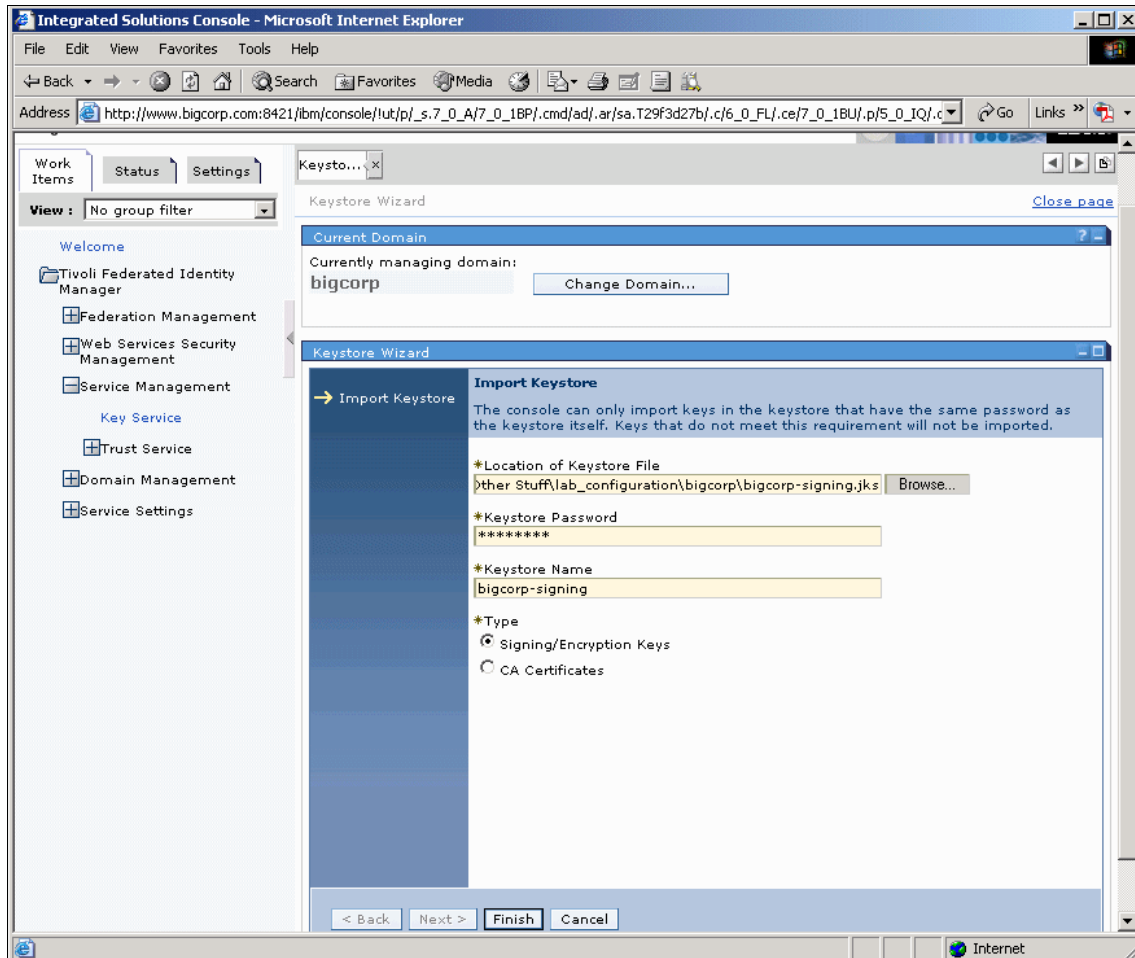 Integrated Solutions Console - Microsoft Internet Explorer
File Edit View Favorites Tools Help
Back Search Favorites Media
Address http://www.bigcorp.com:8421/ibm/console/!ut/p/_s.7_0_A/7_0_1BP/.cmd/ad/.ar/sa.T29f3d27b/.c/6_0_FL/.ce/7_0_1BU/.p/5_0_IQ/.c Go Links »
Work Items Status Settings
View : No group filter
Welcome
Tivoli Federated Identity
Manager
Federation Management
Web Services Security
Management
Service Management
Key Service
Trust Service
Domain Management
Service Settings
Keysto...
Keystore Wizard Close page
Current Domain ?
Currently managing domain:
bigcorp Change Domain...
Keystore Wizard
Import Keystore
Import Keystore
The console can only import keys in the keystore that have the same password as
the keystore itself. Keys that do not meet this requirement will not be imported.
*Location of Keystore File
Other Stuff\lab_configuration\bigcorp\bigcorp-signing.jks Browse...
*Keystore Password
********
*Keystore Name
bigcorp-signing
*Type
Signing/Encryption Keys
CA Certificates
< Back Next > Finish Cancel
Internet